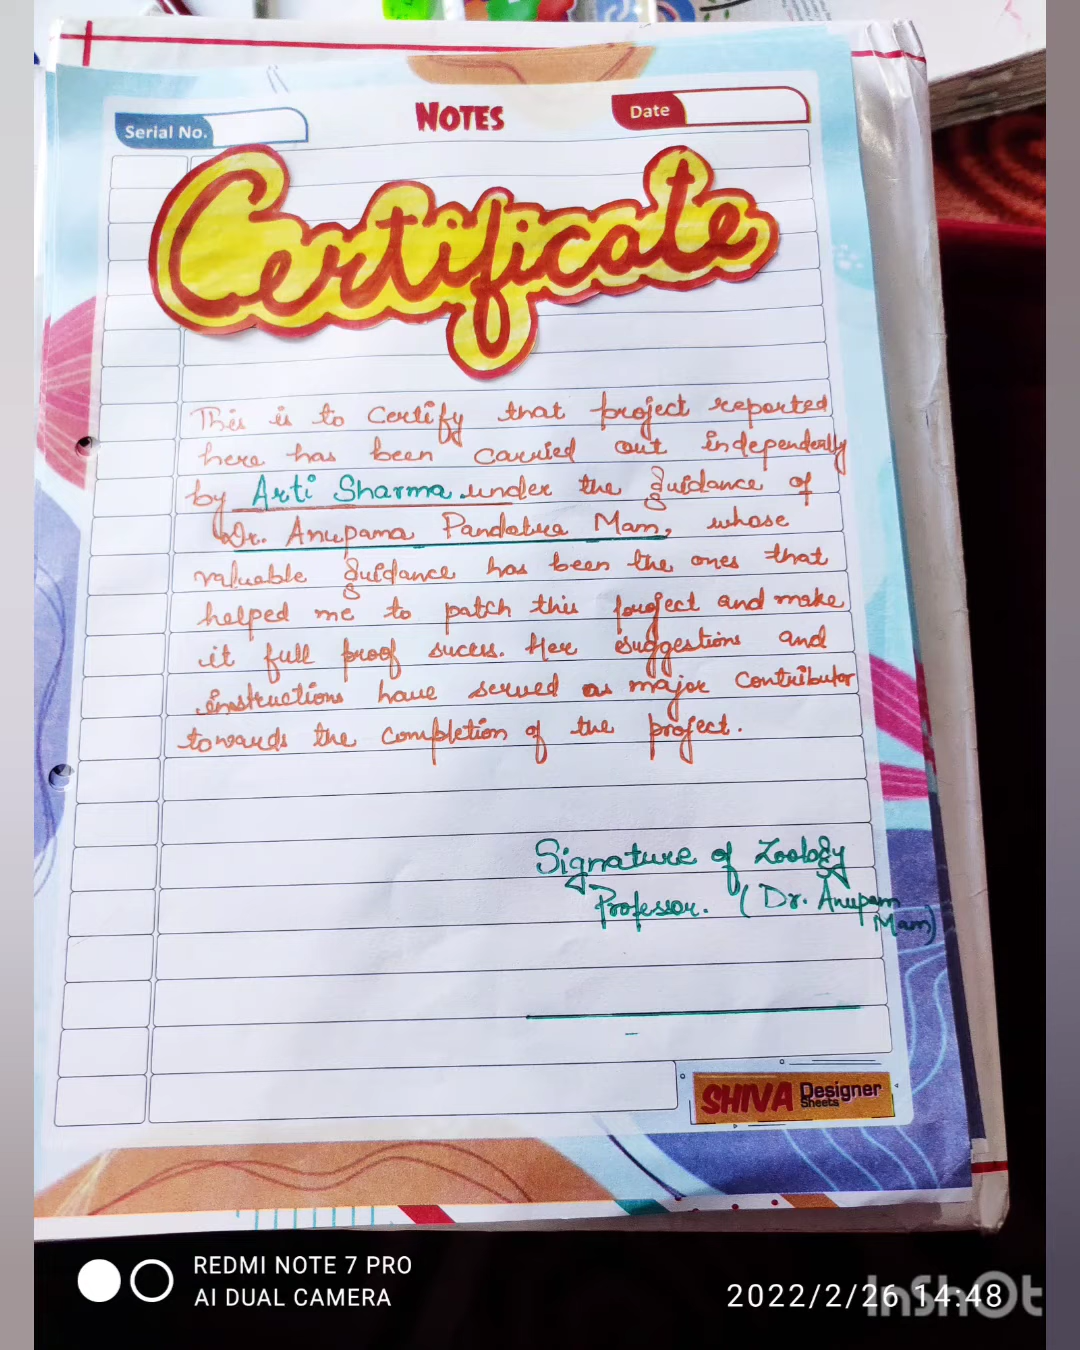 Serial No.
NOTES
Date
Certificate
This is to certify that project reported
here has been carried out independently
by Arti Sharma under the guidance of
Dr. Anupama Pandatua Mam, whose
valuable guidance has been the ones that
helped me to patch this project and make
it full proof sucess. Her suggestions and
instructions have served as major contributor
towards the completion of the project.
Signature of Zoology
Professor. (Dr. Anupam
Mam)
SHIVA Designer
Sheets
REDMI NOTE 7 PRO
AI DUAL CAMERA
2022/2/26 14:48
InShOt